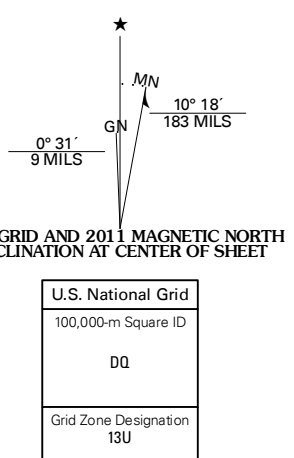 ★
MN
GN
10° 18´
183 MILS
0° 31´
9 MILS
GRID AND 2011 MAGNETIC NORTH
CLINATION AT CENTER OF SHEET
U.S. National Grid
100,000-m Square ID
DQ
Grid Zone Designation
13U